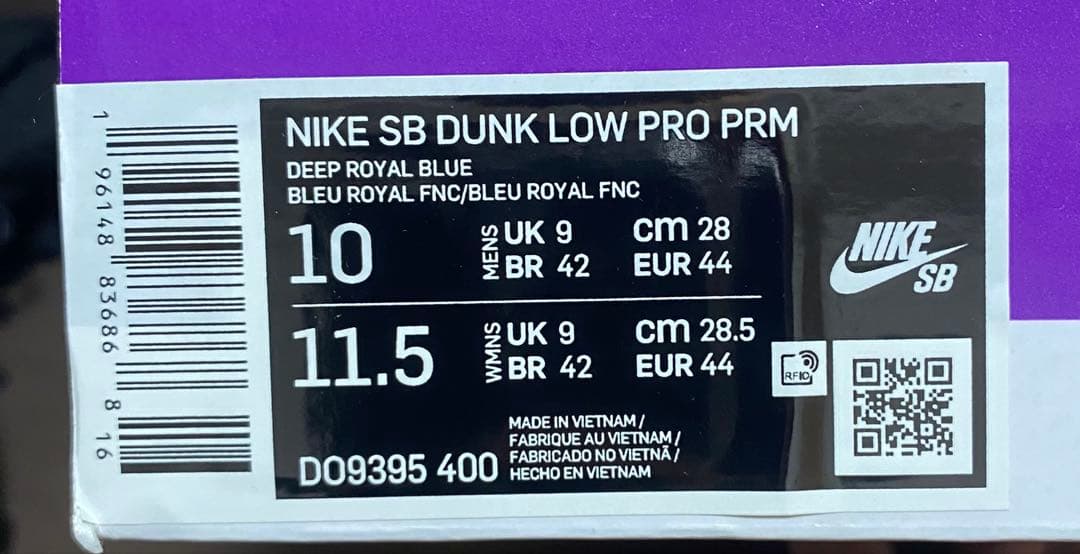 1 96148 83686 8 16
NIKE SB DUNK LOW PRO PRM
DEEP ROYAL BLUE
BLEU ROYAL FNC/BLEU ROYAL FNC
10 MENS UK 9 cm 28
BR 42 EUR 44
11.5 WMNS UK 9 cm 28.5
BR 42 EUR 44
MADE IN VIETNAM /
FABRIQUE AU VIETNAM /
FABRICADO NO VIETNÃ /
HECHO EN VIETNAM
DO9395 400
NIKE
SB
RFID